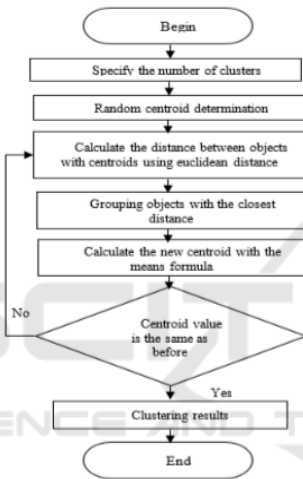 Begin
Specify the number of clusters
Random centroid determination
Calculate the distance between objects
with centroids using euclidean distance
Grouping objects with the closest
distance
Calculate the new centroid with the
means formula
No
Centroid value
is the same as
before
Yes
Clustering results
ENCE AND T
End